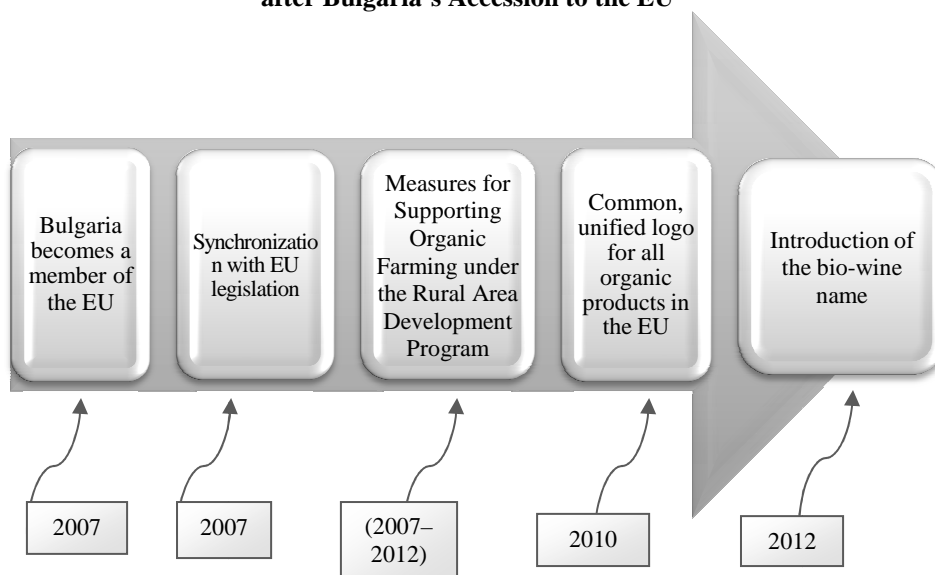 after Bulgaria's Accession to the EU
Bulgaria
becomes a
member of
the EU
Synchronizatio
n with EU
legislation
Measures for
Supporting
Organic
Farming under
the Rural Area
Development
Program
Common,
unified logo
for all
organic
products in
the EU
Introduction of
the bio-wine
name
2007
2007
(2007–
2012)
2010
2012